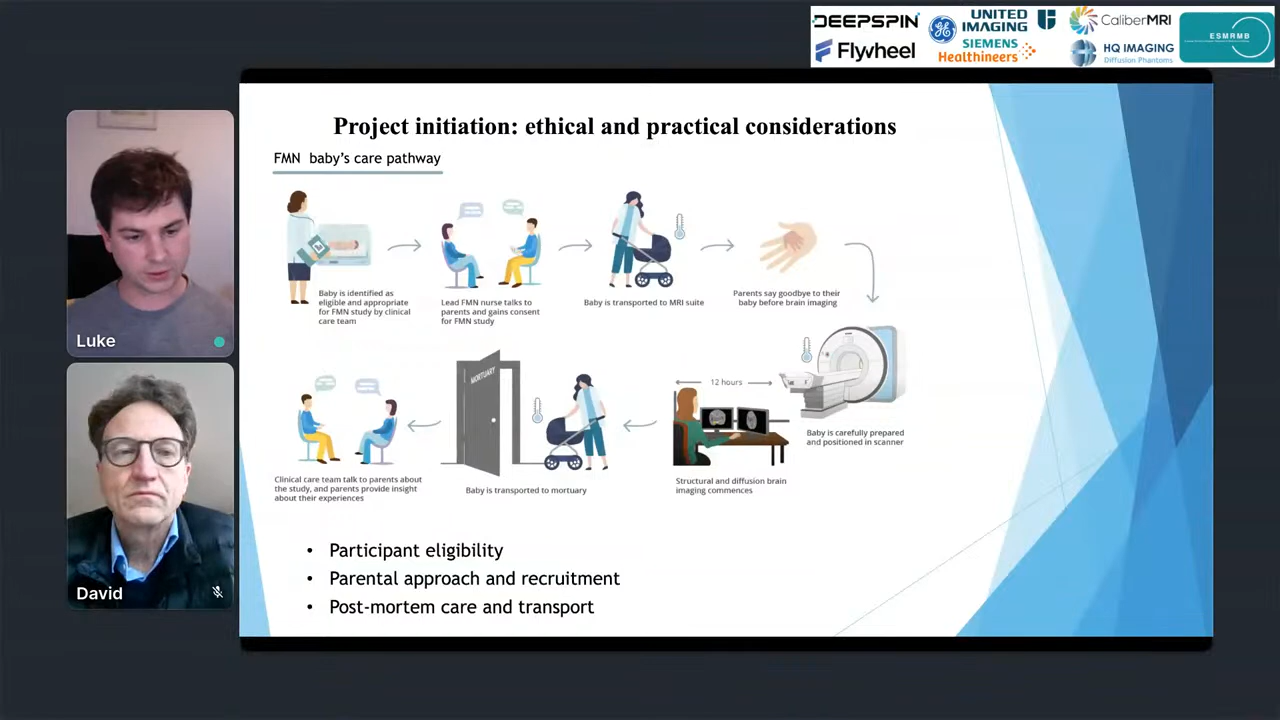 DEEPSPIN
Flywheel
UNITED
IMAGING
SIEMENS
Healthineers
CaliberMRI
HQ IMAGING
Diffusion Phantoms
ESMRMB
Project initiation: ethical and practical considerations
FMN baby's care pathway
Baby is identified as
eligible and appropriate
for FMN study by clinical
care team
Lead FMN nurse talks to
parents and gains consent
for FMN study
Baby is transported to MRI suite
Parents say goodbye to their
baby before brain imaging
Baby is carefully prepared
and positioned in scanner
12 hours
Structural and diffusion brain
imaging commences
MORTUARY
Baby is transported to mortuary
Clinical care team talk to parents about
the study, and parents provide insight
about their experiences
• Participant eligibility
• Parental approach and recruitment
• Post-mortem care and transport
Luke
David